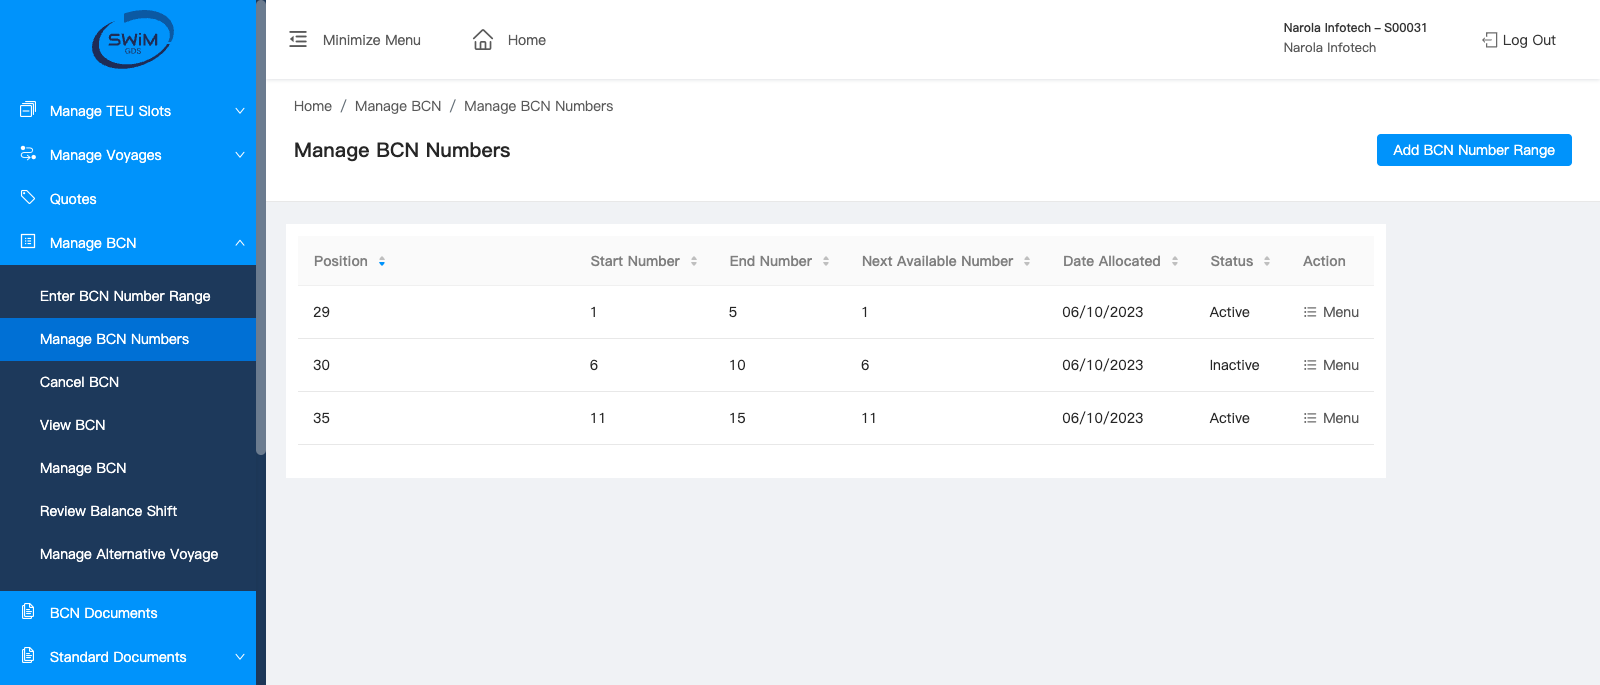 SWiM
GDS
Minimize Menu
Home
Narola Infotech – S00031
Narola Infotech
Log Out
Manage TEU Slots
Manage Voyages
Quotes
Manage BCN
Enter BCN Number Range
Manage BCN Numbers
Cancel BCN
View BCN
Manage BCN
Review Balance Shift
Manage Alternative Voyage
BCN Documents
Standard Documents
Home / Manage BCN / Manage BCN Numbers
Manage BCN Numbers
Add BCN Number Range
Position Start Number End Number Next Available Number Date Allocated Status Action
29 1 5 1 06/10/2023 Active Menu
30 6 10 6 06/10/2023 Inactive Menu
35 11 15 11 06/10/2023 Active Menu